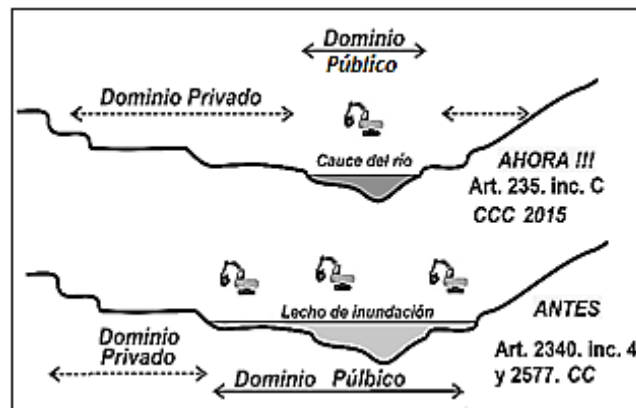 Dominio
Público
Dominio Privado
Cauce del río
AHORA !!!
Art. 235. inc. C
CCC 2015
Lecho de inundación
ANTES
Dominio
Privado
Art. 2340. inc. 4
y 2577. CC
Dominio Púlbico